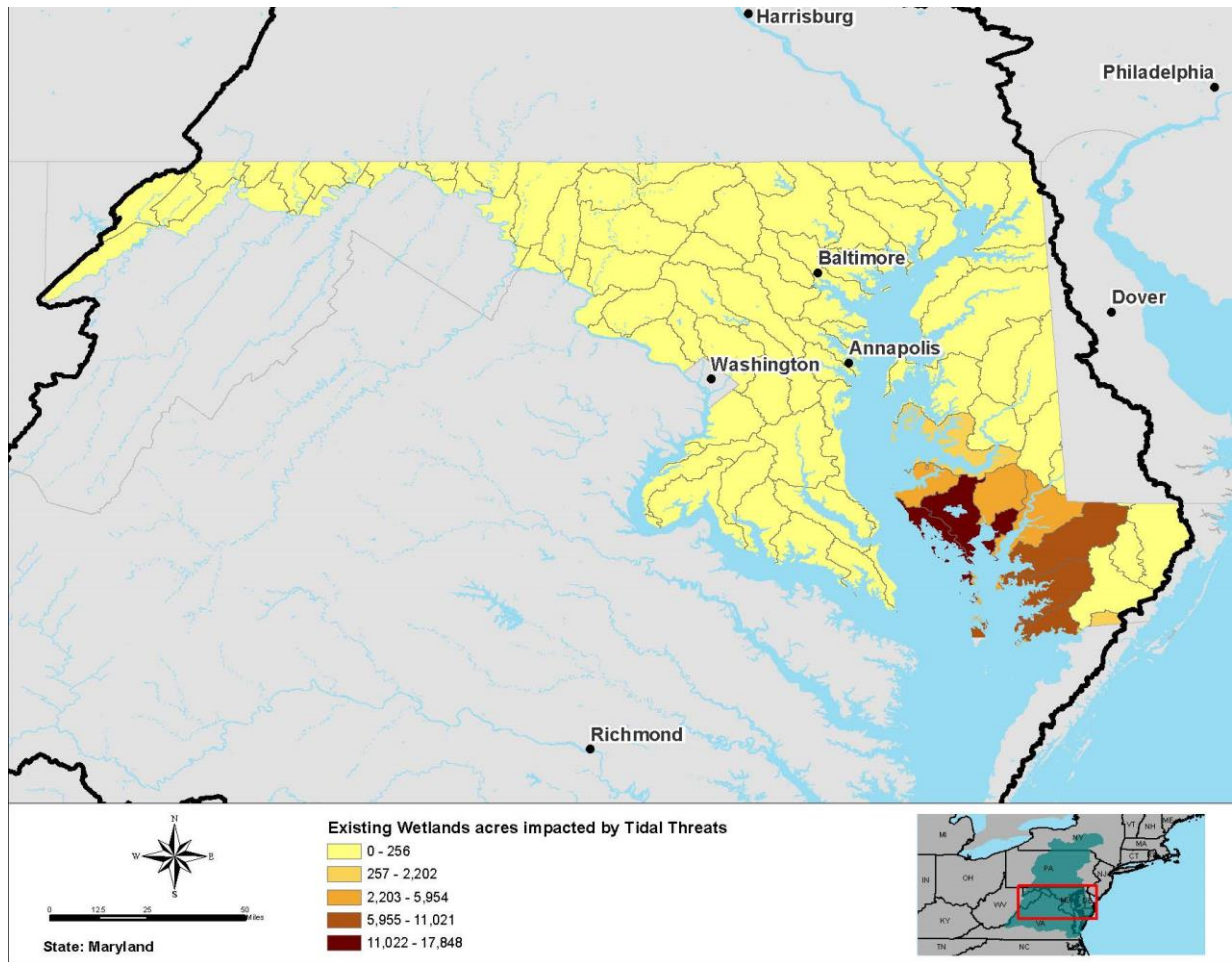 Harrisburg
Philadelphia
Baltimore
Dover
Annapolis
Washington
Richmond
N
W E
S
0 12.5 25 50
Miles
State: Maryland
Existing Wetlands acres impacted by Tidal Threats
0 - 256
257 - 2,202
2,203 - 5,954
5,955 - 11,021
11,022 - 17,848
MI
NY
VT
NH
ME
MA
CT
PA
NJ
IN
OH
WV
MD
DE
KY
VA
TN
NC